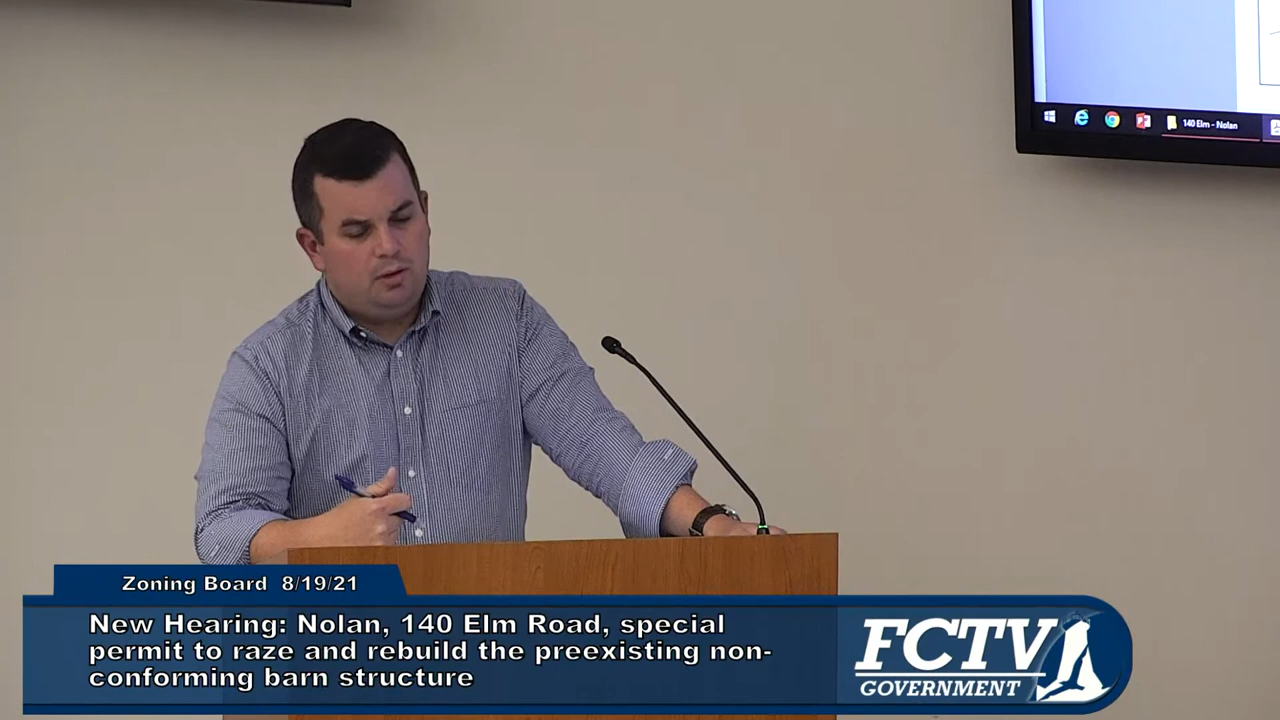 140 Elm - Nolan
Zoning Board 8/19/21
New Hearing: Nolan, 140 Elm Road, special
permit to raze and rebuild the preexisting non-
conforming barn structure
FCTV
GOVERNMENT